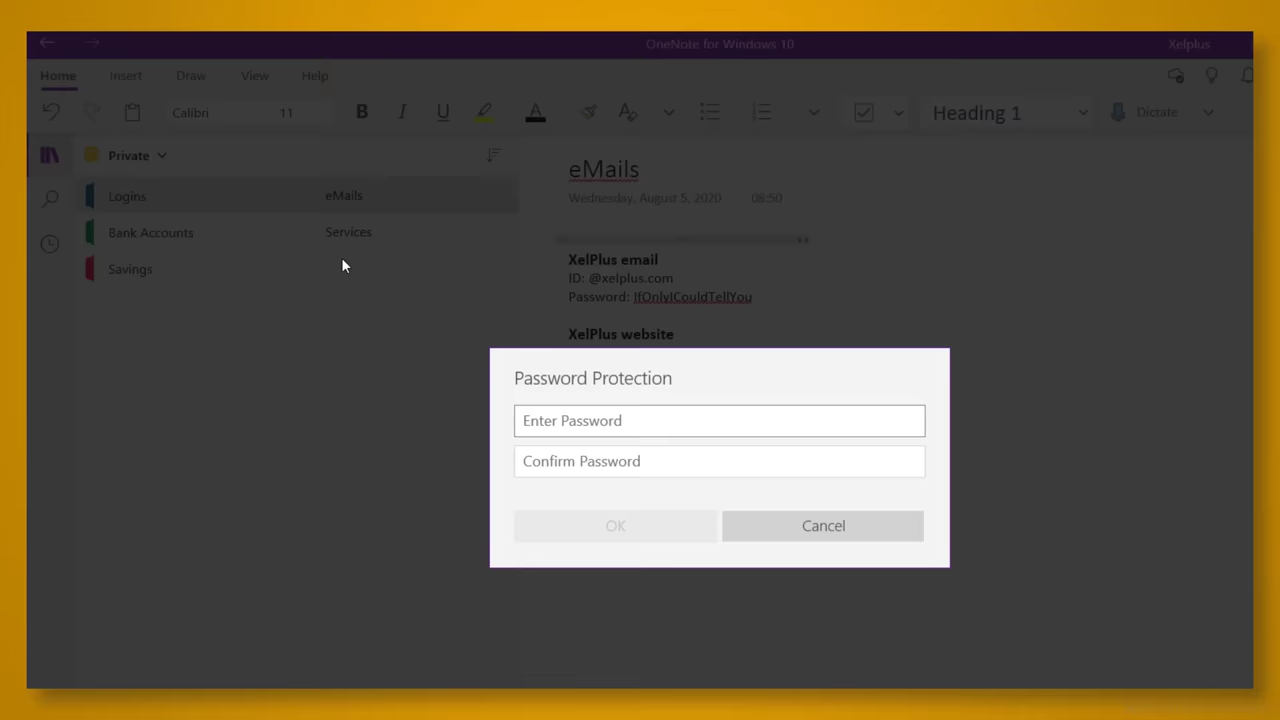 OneNote for Windows 10
Xelplus
Home Insert Draw View Help
Calibri 11 B I U A A Heading 1 Dictate
Private
Logins
Bank Accounts
Savings
eMails
Services
eMails
Wednesday, August 5, 2020 08:50
XelPlus email
ID: @xelplus.com
Password: IfOnlyICouldTellYou
XelPlus website
Password Protection
Enter Password
Confirm Password
OK Cancel